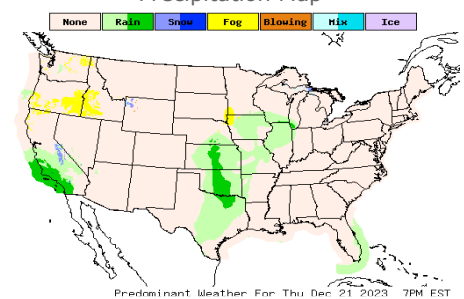 Precipitation Map
None Rain Snow Fog Blowing Mix Ice
Predominant Weather For Thu Dec 21 2023 7PM EST